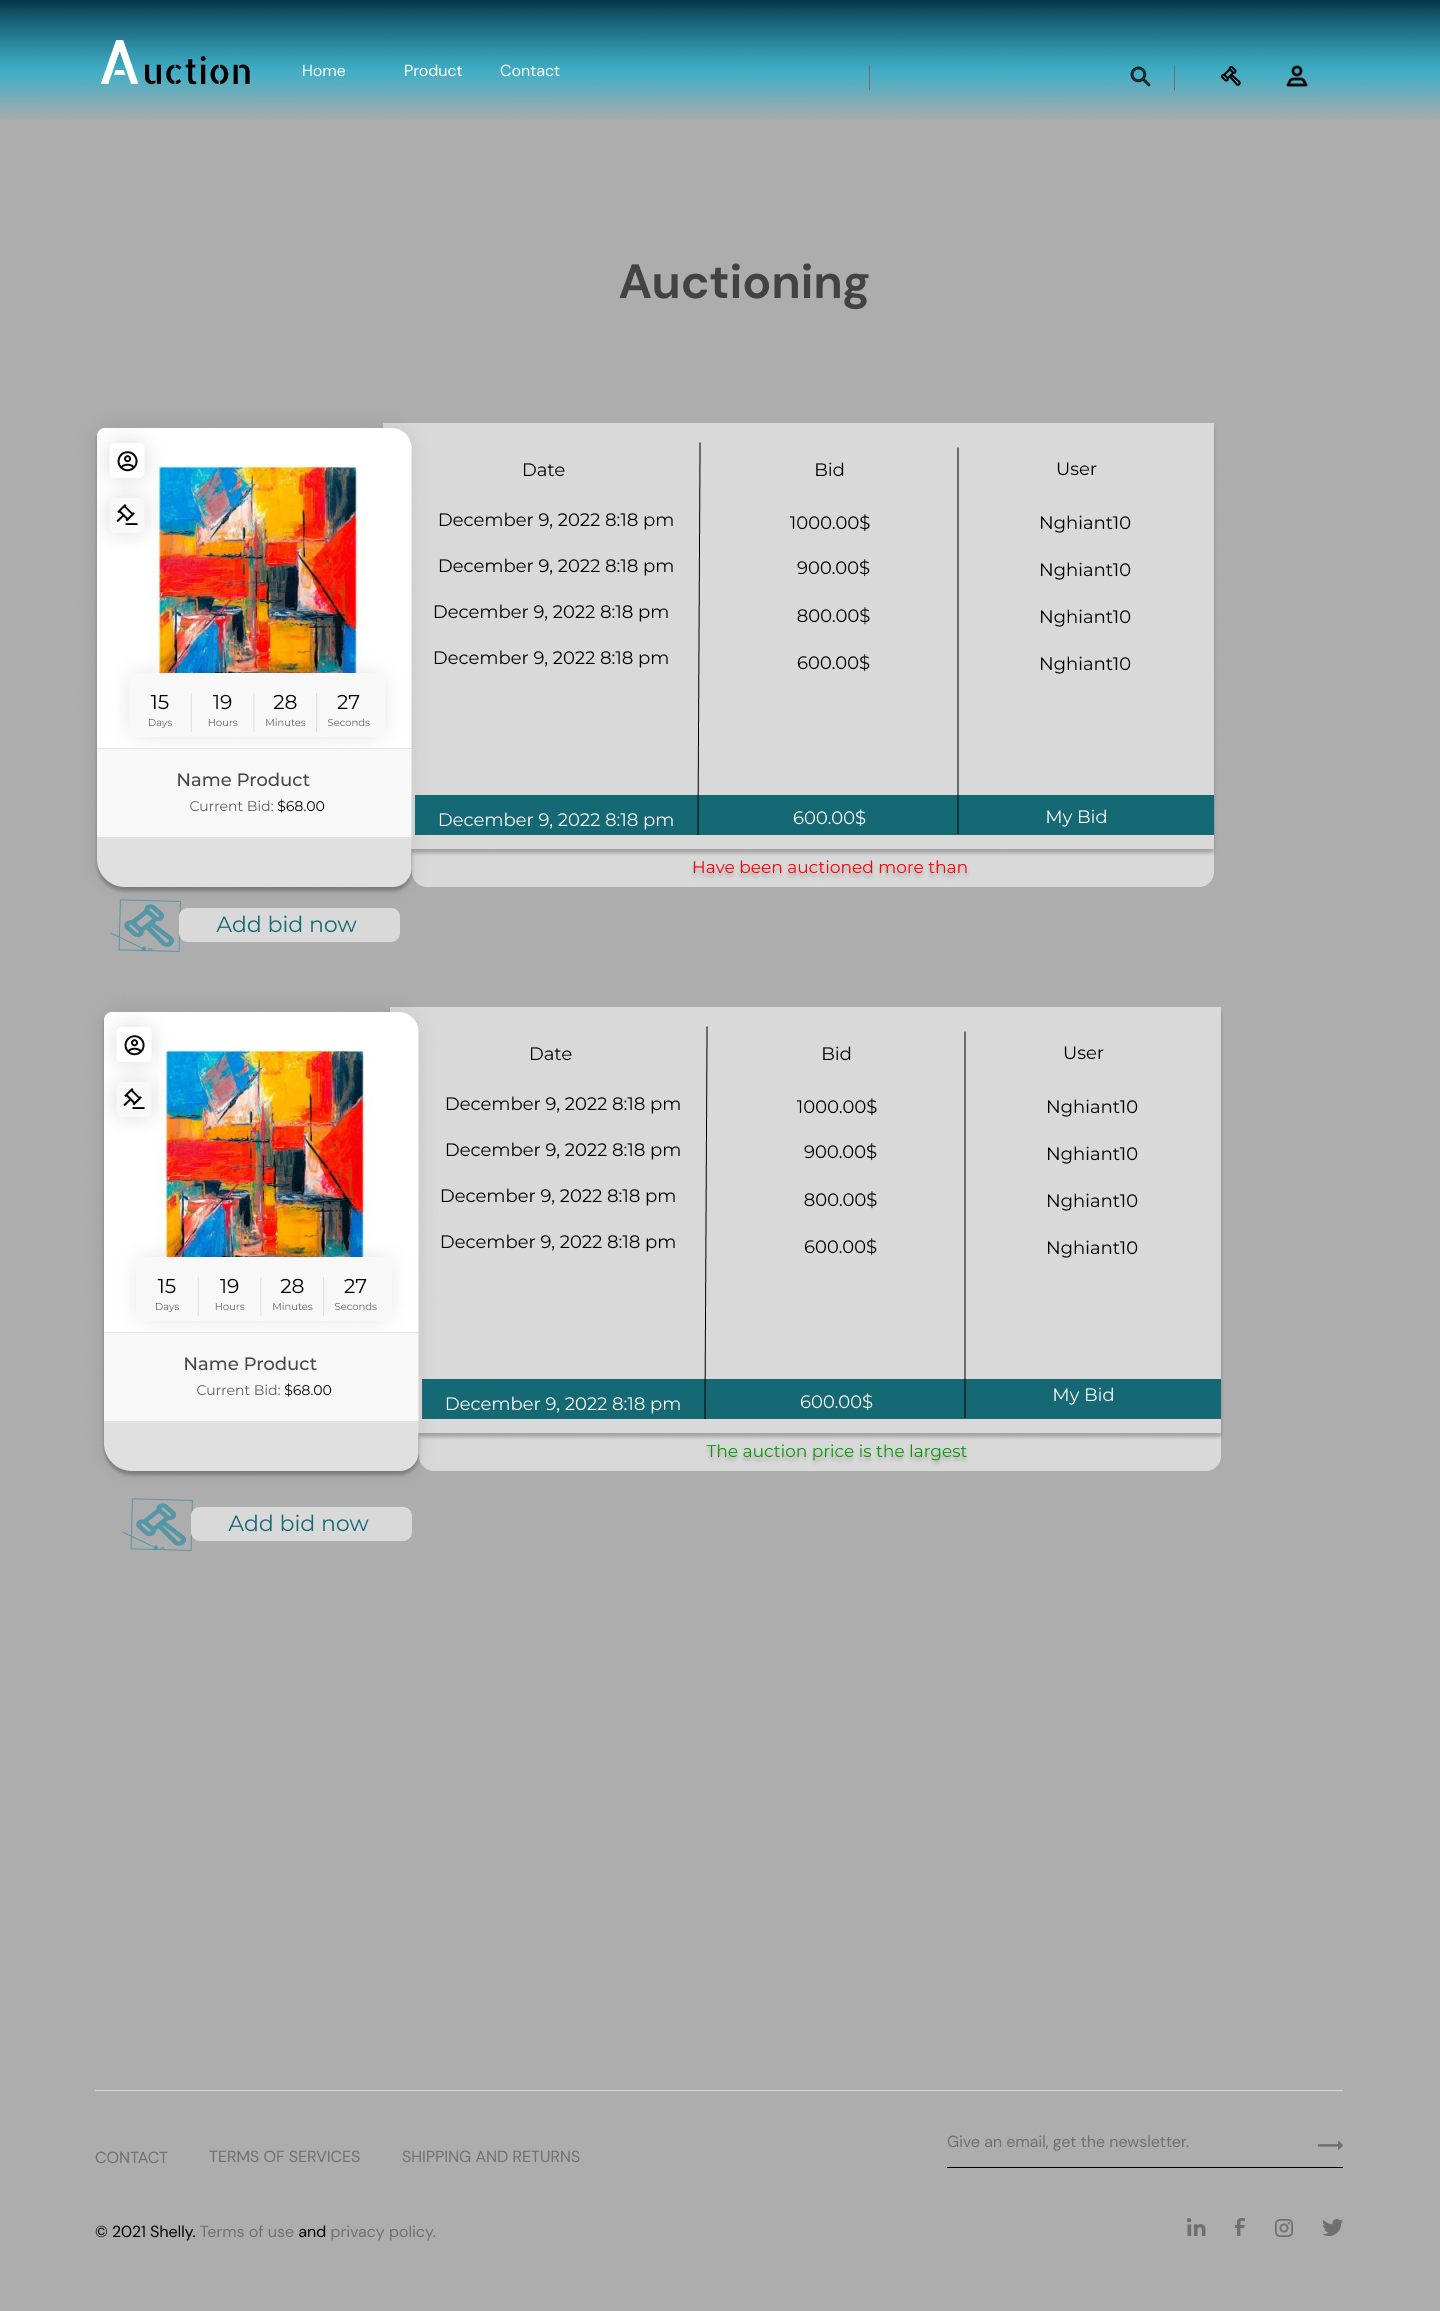 Auction
Home Product Contact
Auctioning
Date Bid User
December 9, 2022 8:18 pm 1000.00$ Nghiant10
December 9, 2022 8:18 pm 900.00$ Nghiant10
December 9, 2022 8:18 pm 800.00$ Nghiant10
December 9, 2022 8:18 pm 600.00$ Nghiant10
15 19 28 27
Days Hours Minutes Seconds
Name Product
Current Bid: $68.00
December 9, 2022 8:18 pm 600.00$ My Bid
Have been auctioned more than
Add bid now
Date Bid User
December 9, 2022 8:18 pm 1000.00$ Nghiant10
December 9, 2022 8:18 pm 900.00$ Nghiant10
December 9, 2022 8:18 pm 800.00$ Nghiant10
December 9, 2022 8:18 pm 600.00$ Nghiant10
15 19 28 27
Days Hours Minutes Seconds
Name Product
Current Bid: $68.00
December 9, 2022 8:18 pm 600.00$ My Bid
The auction price is the largest
Add bid now
Give an email, get the newsletter.
CONTACT TERMS OF SERVICES SHIPPING AND RETURNS
© 2021 Shelly. Terms of use and privacy policy.